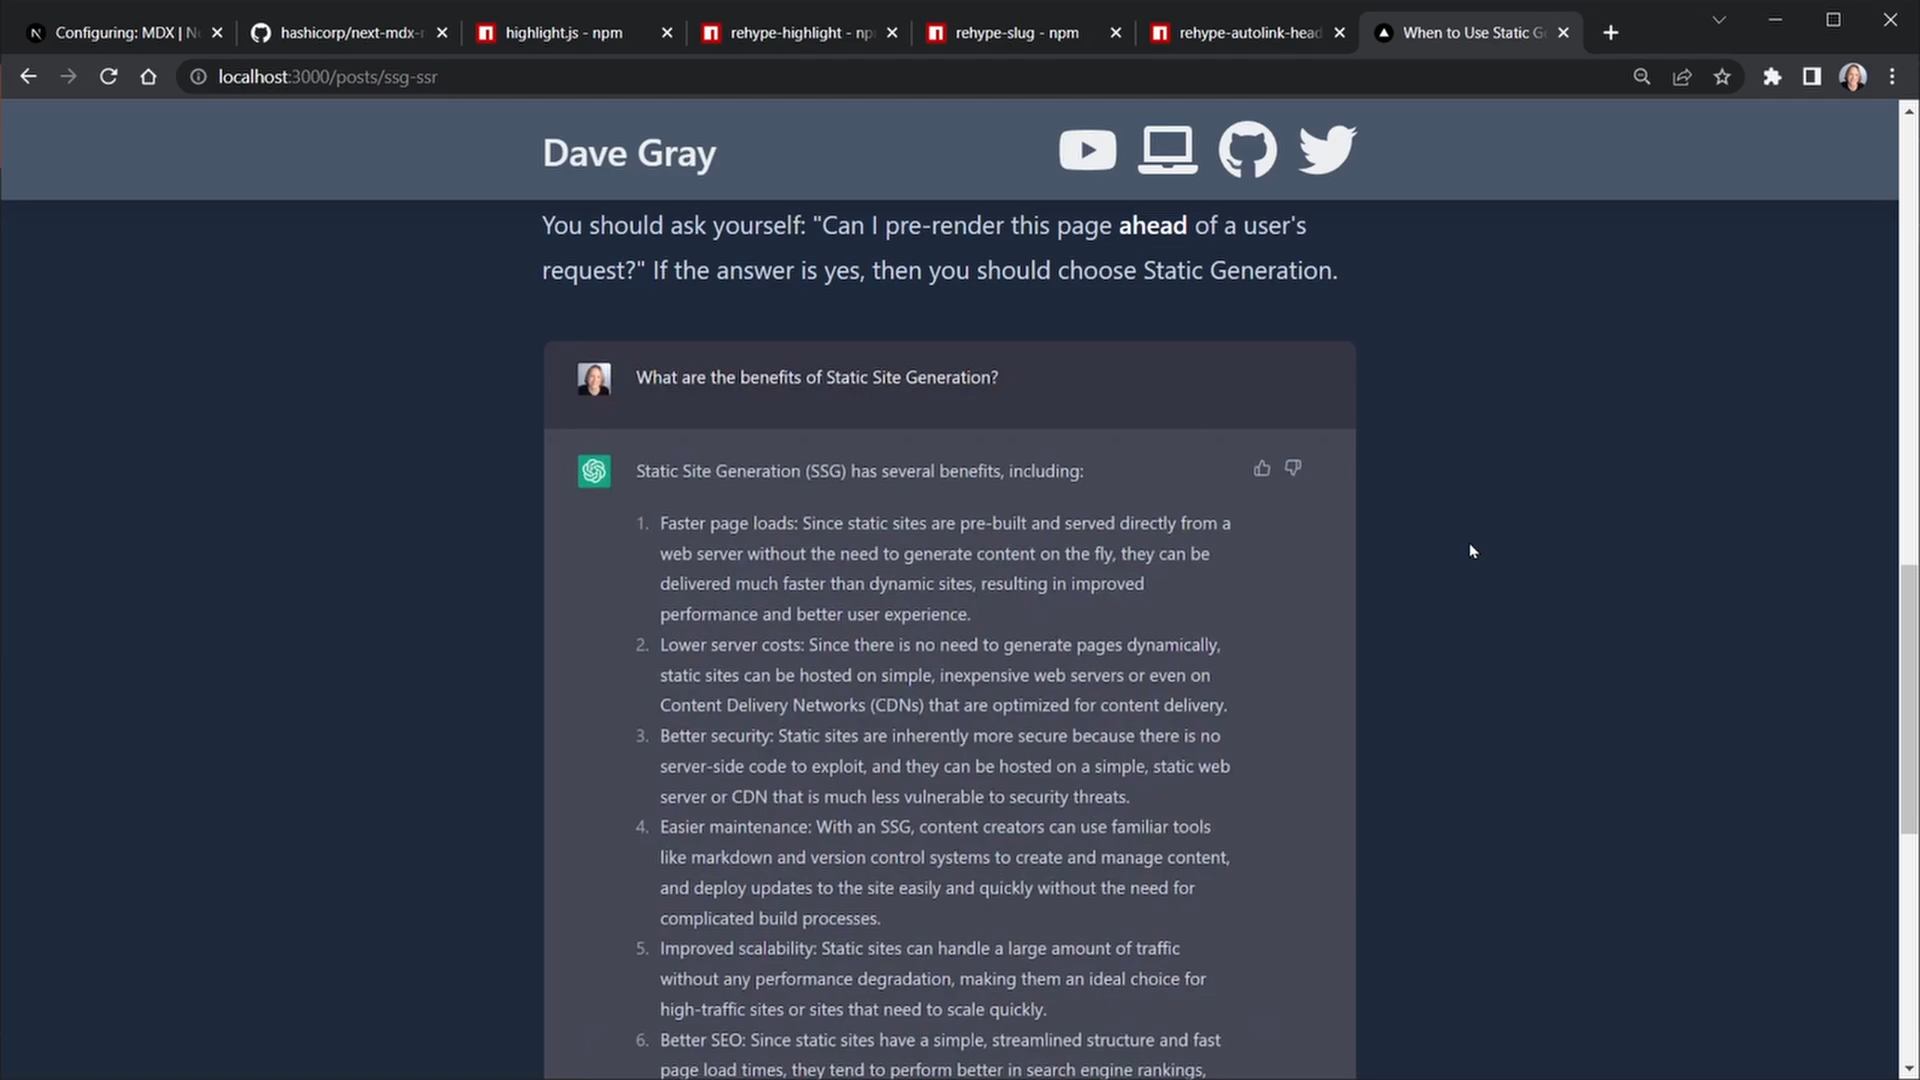 Configuring: MDX | N
hashicorp/next-mdx-r
highlight.js - npm
rehype-highlight - np
rehype-slug - npm
rehype-autolink-head
When to Use Static G
localhost:3000/posts/ssg-ssr
Dave Gray
You should ask yourself: "Can I pre-render this page ahead of a user's
request?" If the answer is yes, then you should choose Static Generation.
What are the benefits of Static Site Generation?
Static Site Generation (SSG) has several benefits, including:
1. Faster page loads: Since static sites are pre-built and served directly from a
web server without the need to generate content on the fly, they can be
delivered much faster than dynamic sites, resulting in improved
performance and better user experience.
2. Lower server costs: Since there is no need to generate pages dynamically,
static sites can be hosted on simple, inexpensive web servers or even on
Content Delivery Networks (CDNs) that are optimized for content delivery.
3. Better security: Static sites are inherently more secure because there is no
server-side code to exploit, and they can be hosted on a simple, static web
server or CDN that is much less vulnerable to security threats.
4. Easier maintenance: With an SSG, content creators can use familiar tools
like markdown and version control systems to create and manage content,
and deploy updates to the site easily and quickly without the need for
complicated build processes.
5. Improved scalability: Static sites can handle a large amount of traffic
without any performance degradation, making them an ideal choice for
high-traffic sites or sites that need to scale quickly.
6. Better SEO: Since static sites have a simple, streamlined structure and fast
page load times, they tend to perform better in search engine rankings,